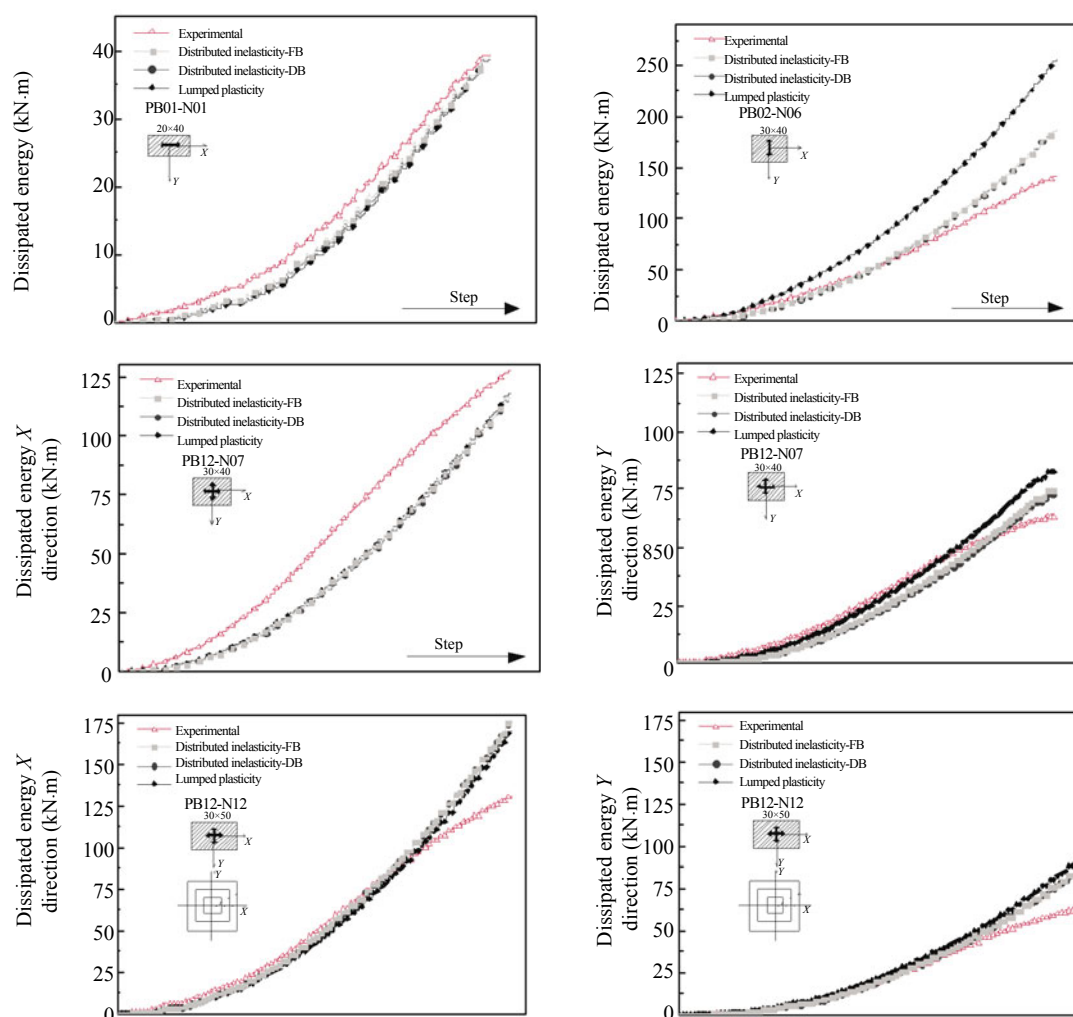 Dissipated energy (kN·m)
40
30
20
10
0
Experimental
Distributed inelasticity-FB
Distributed inelasticity-DB
Lumped plasticity
PB01-N01
20×40
X
Y
Step
Dissipated energy (kN·m)
250
200
150
100
50
0
Experimental
Distributed inelasticity-FB
Distributed inelasticity-DB
Lumped plasticity
PB02-N06
30×40
X
Y
Step
Dissipated energy X
direction (kN·m)
125
100
75
50
25
0
Experimental
Distributed inelasticity-FB
Distributed inelasticity-DB
Lumped plasticity
PB12-N07
30×40
X
Y
Step
Dissipated energy Y
direction (kN·m)
125
100
75
850
25
0
Experimental
Distributed inelasticity-FB
Distributed inelasticity-DB
Lumped plasticity
PB12-N07
30×40
X
Y
Dissipated energy X
direction (kN·m)
175
150
125
100
75
50
25
0
Experimental
Distributed inelasticity-FB
Distributed inelasticity-DB
Lumped plasticity
PB12-N12
30×50
X
Y
Y
X
Dissipated energy Y
direction (kN·m)
175
150
125
100
75
50
25
0
Experimental
Distributed inelasticity-FB
Distributed inelasticity-DB
Lumped plasticity
PB12-N12
30×50
X
Y
Y
X